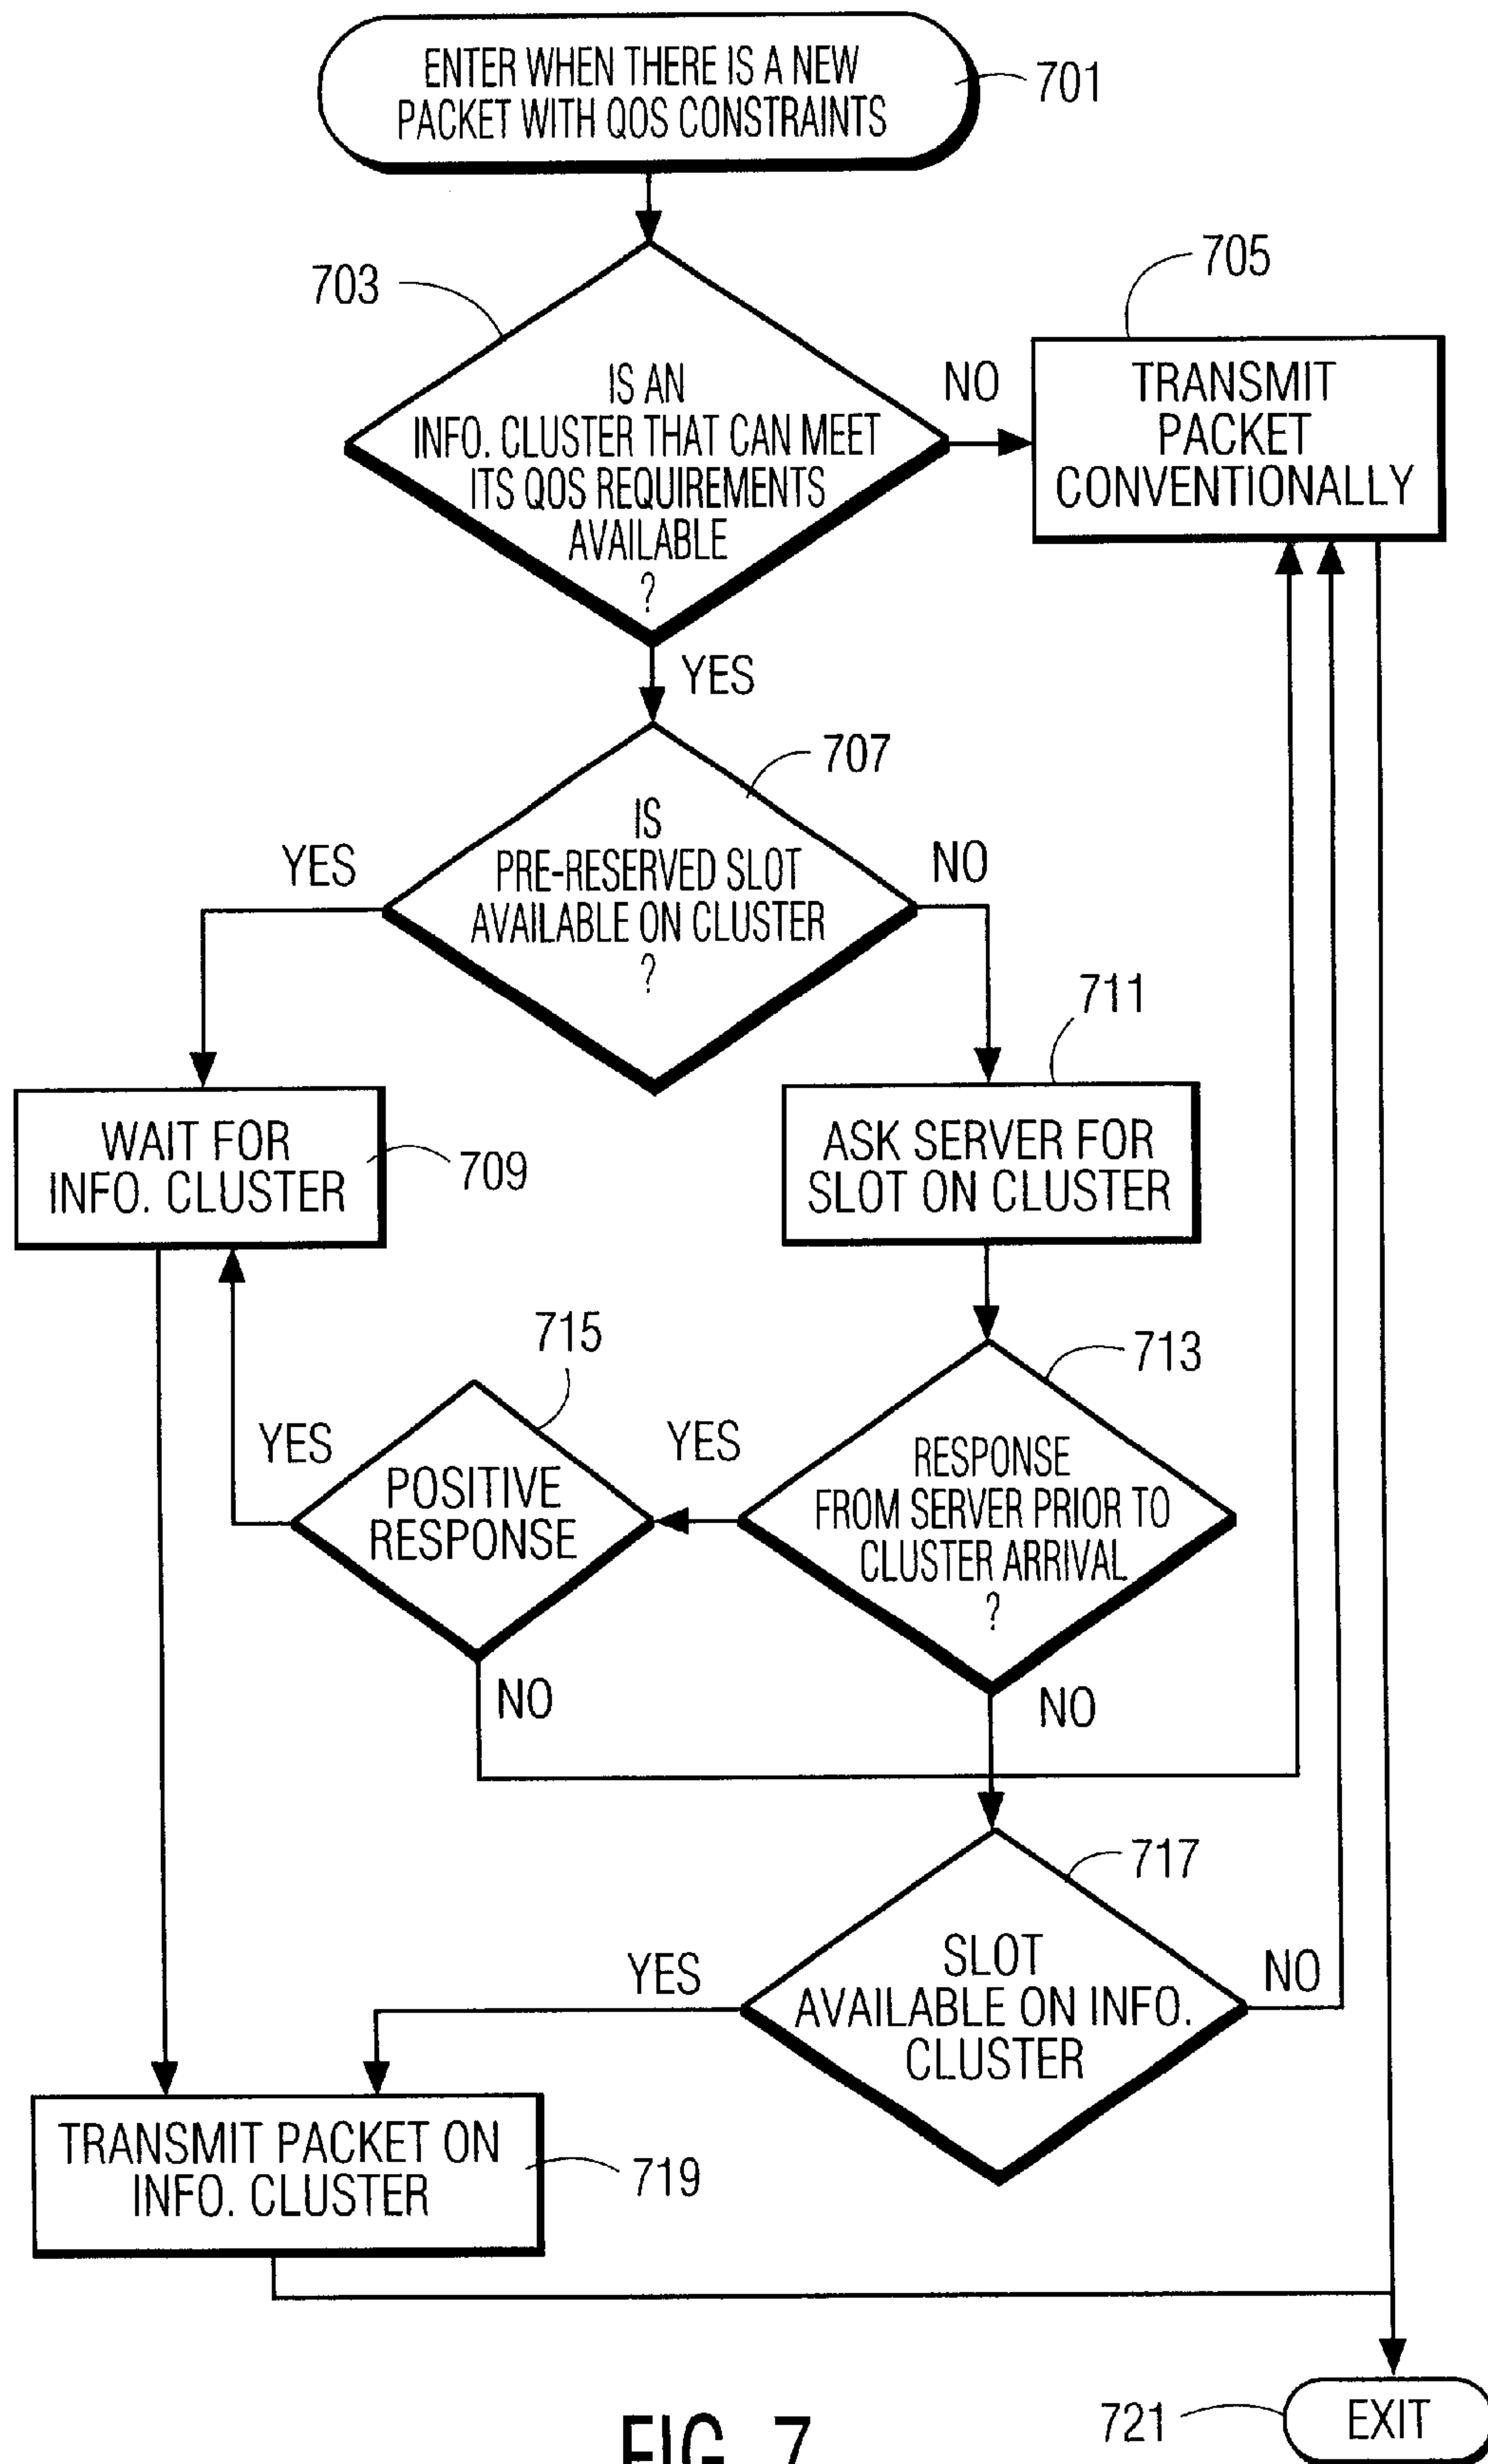 ENTER WHEN THERE IS A NEW
PACKET WITH QOS CONSTRAINTS
701
703
705
IS AN
INFO. CLUSTER THAT CAN MEET
ITS QOS REQUIREMENTS
AVAILABLE
?
NO
TRANSMIT
PACKET
CONVENTIONALLY
YES
707
IS
PRE-RESERVED SLOT
AVAILABLE ON CLUSTER
?
YES
NO
711
WAIT FOR
INFO. CLUSTER
709
ASK SERVER FOR
SLOT ON CLUSTER
715
713
YES
POSITIVE
RESPONSE
YES
RESPONSE
FROM SERVER PRIOR TO
CLUSTER ARRIVAL
?
NO
NO
717
YES
SLOT
AVAILABLE ON INFO.
CLUSTER
NO
TRANSMIT PACKET ON
INFO. CLUSTER
719
721
EXIT
FIG. 7